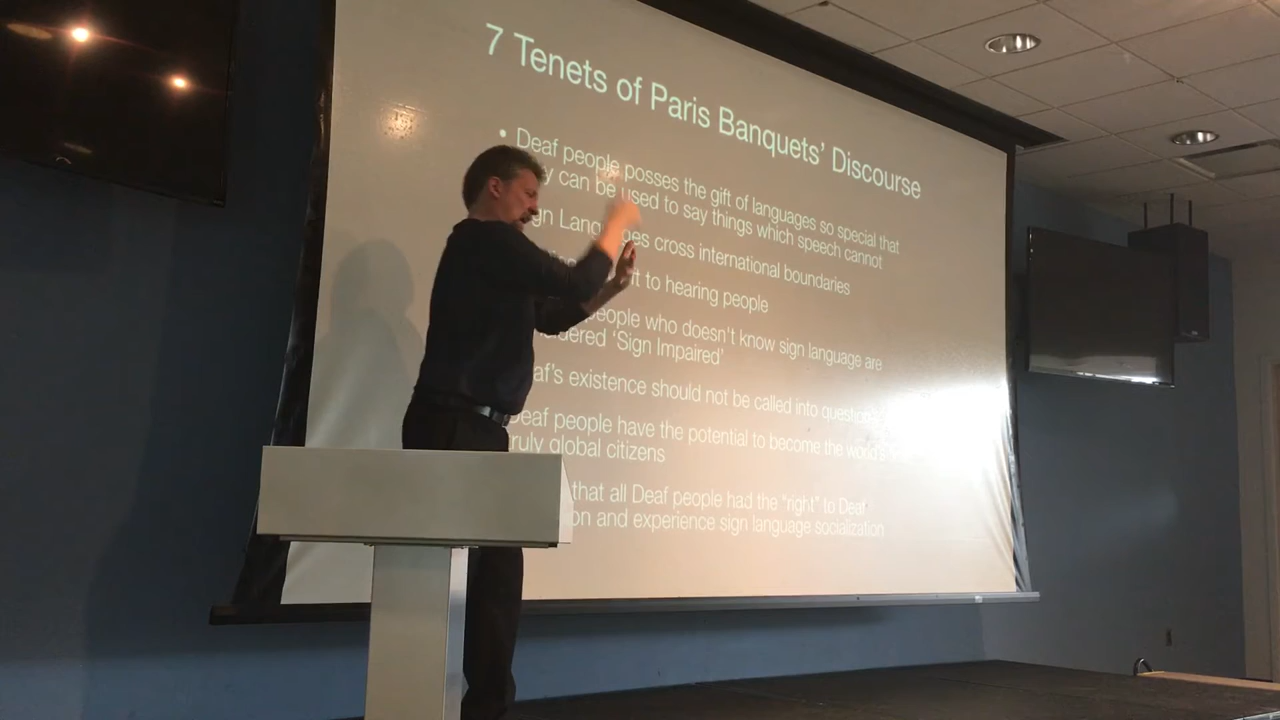 7 Tenets of Paris Banquets' Discourse
• Deaf people posses the gift of languages so special that
can be used to say things which speech cannot
cross international boundaries
to hearing people
people who doesn't know sign language are
'Sign Impaired'
existence should not be called into question
Deaf people have the potential to become the world's
truly global citizens
that all Deaf people had the "right" to Deaf
and experience sign language socialization